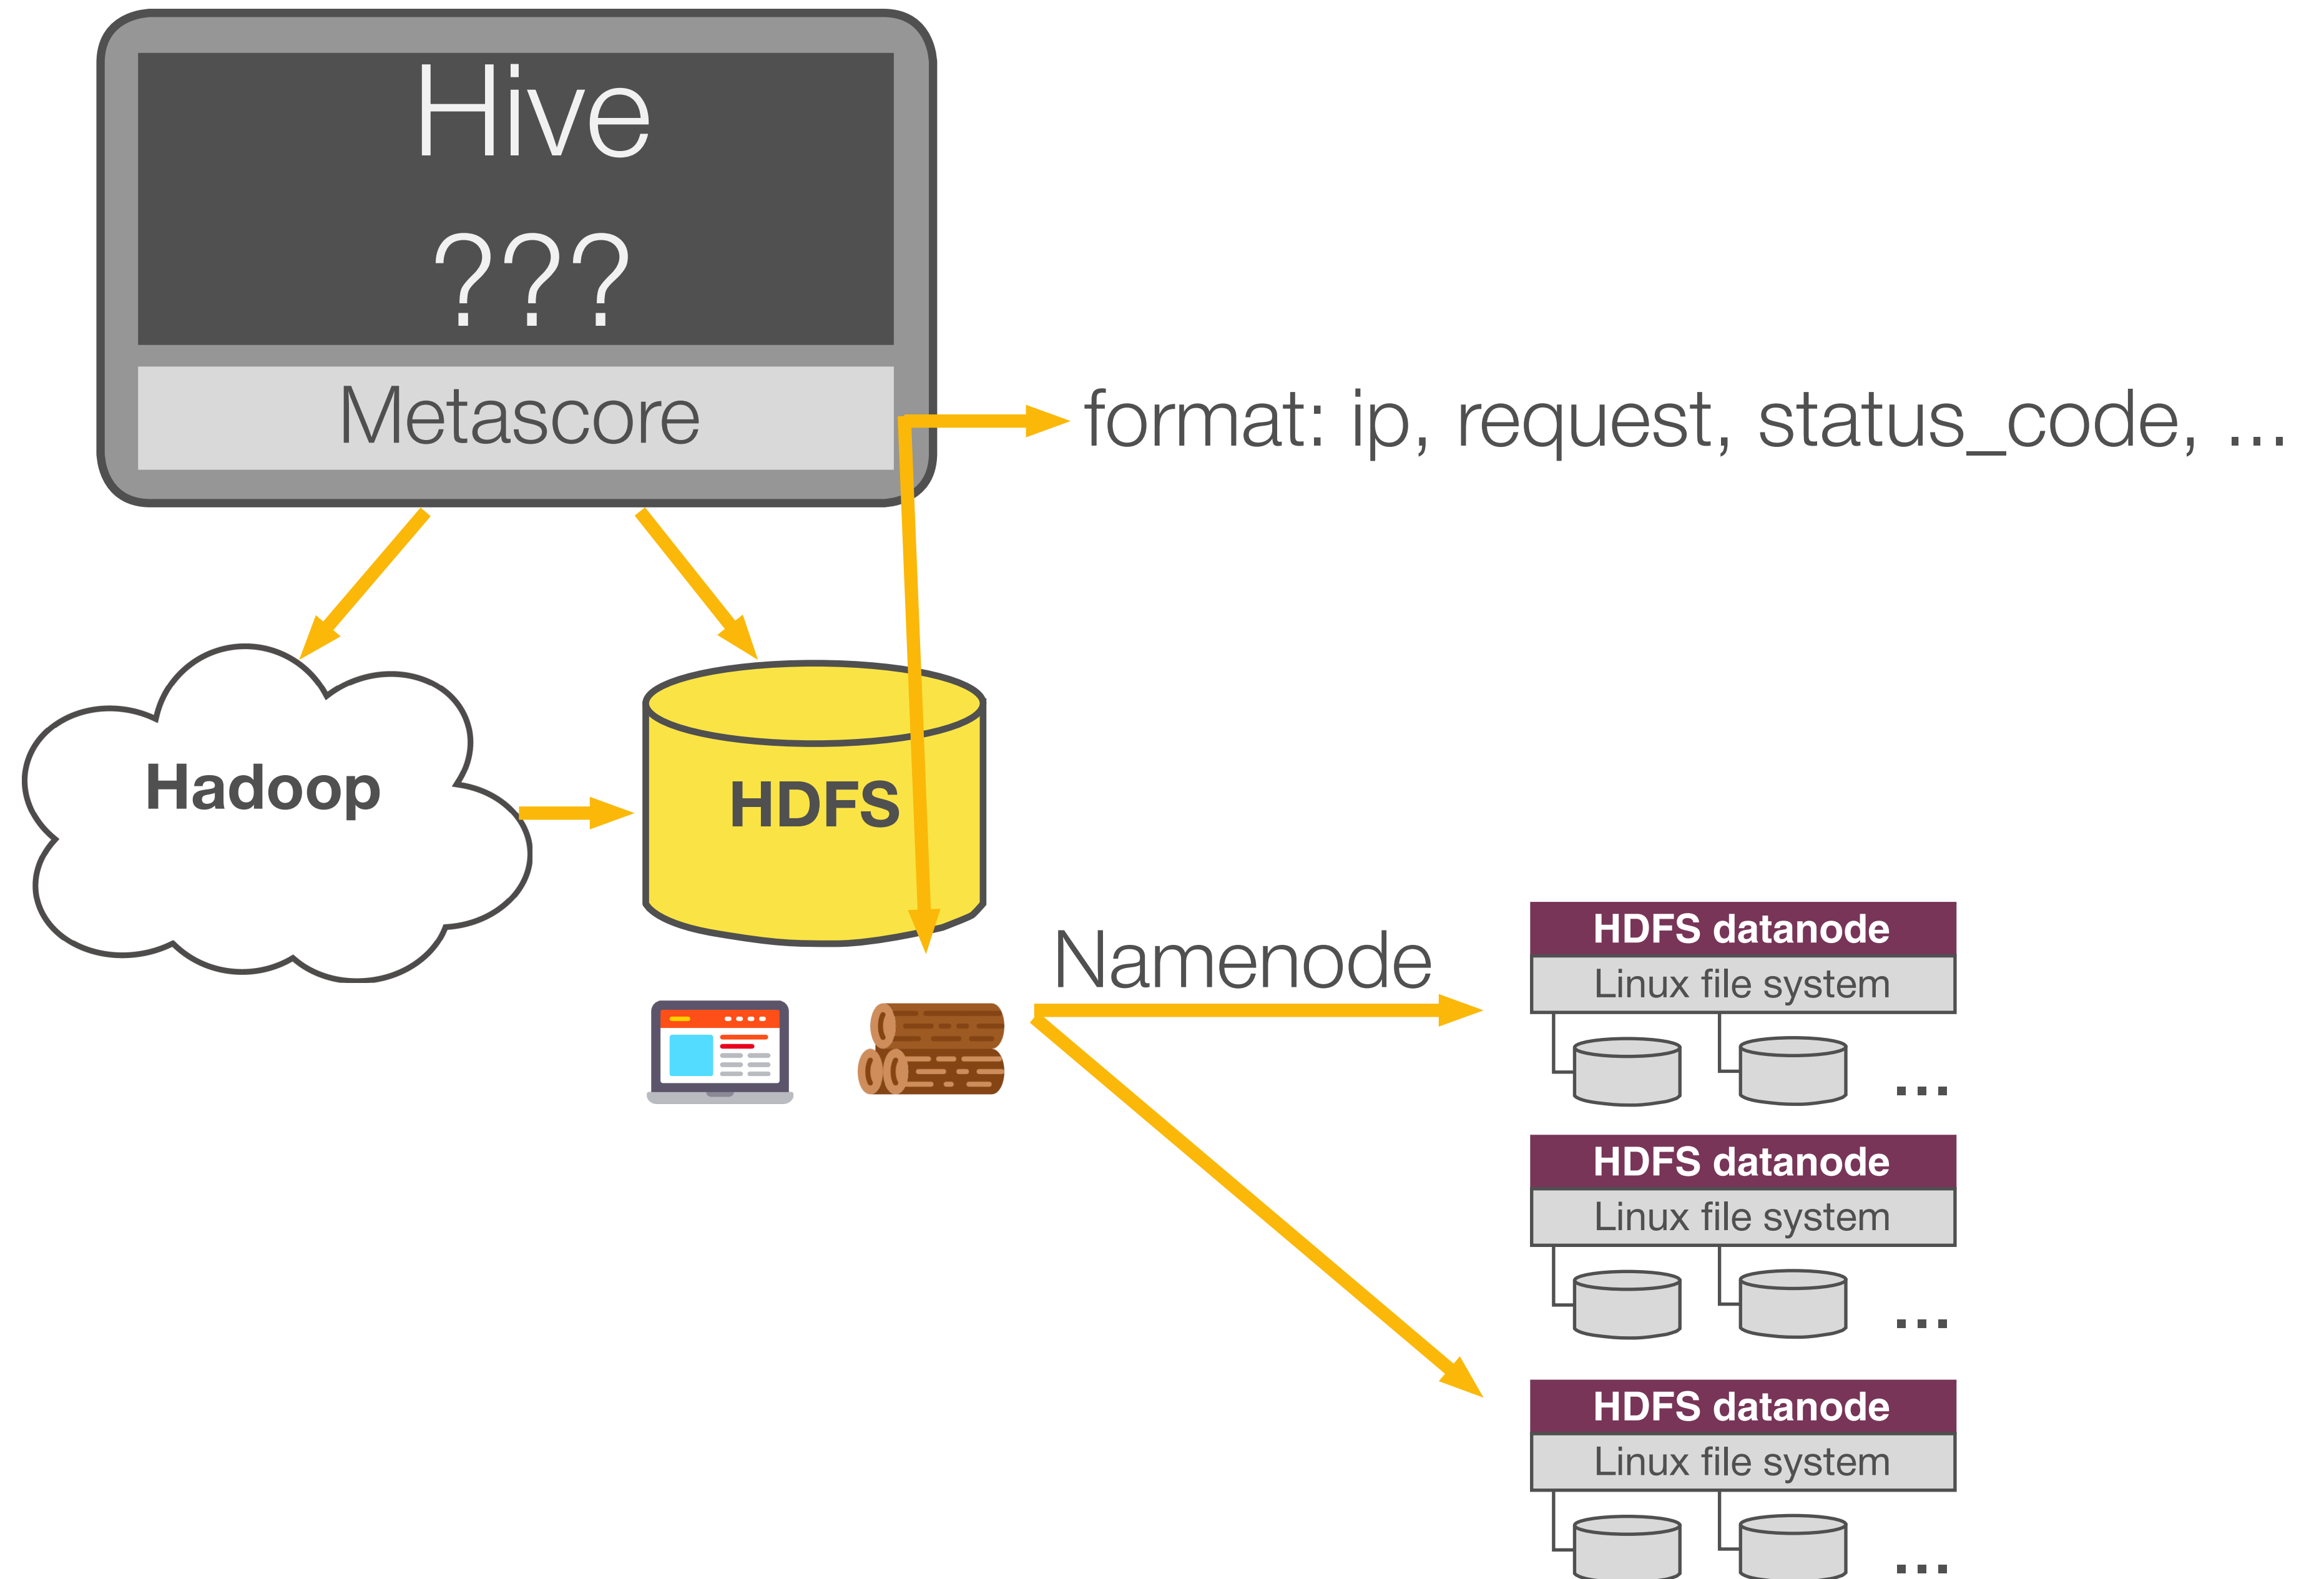 Hive
???
Metascore
format: ip, request, status_code, ...
Hadoop
HDFS
Namenode
HDFS datanode
Linux file system
...
HDFS datanode
Linux file system
...
HDFS datanode
Linux file system
...